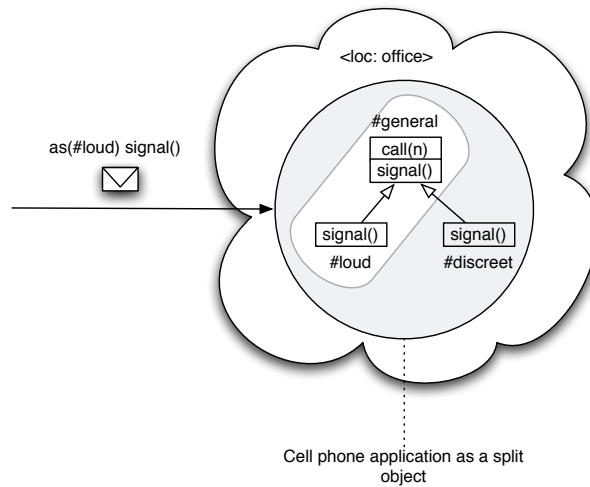 <loc: office>
#general
as(#loud) signal()
call(n)
signal()
signal()
signal()
#loud
#discreet
Cell phone application as a split
object